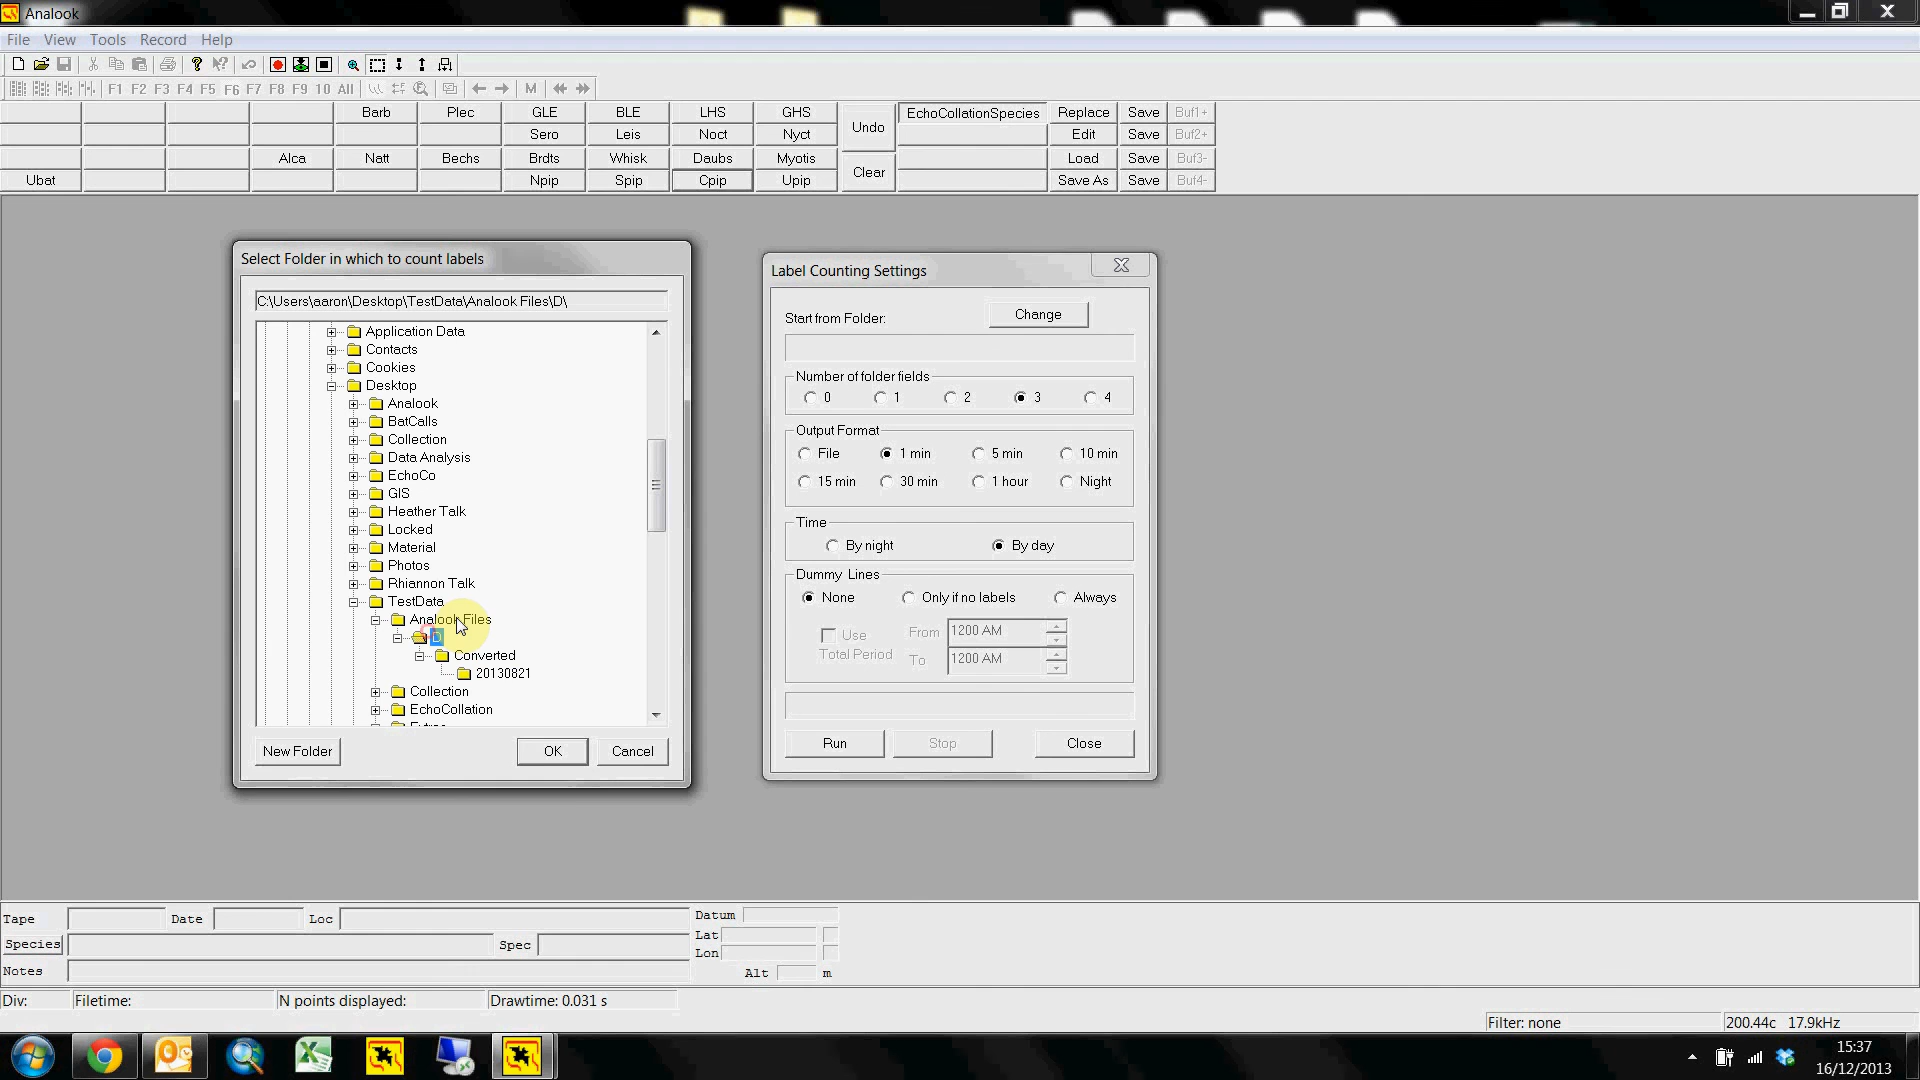 Analook
File View Tools Record Help
F1 F2 F3 F4 F5 F6 F7 F8 F9 10 All M
Barb Plec GLE BLE LHS GHS EchoCollationSpecies Replace Save Buf1+
Sero Leis Noct Nyct Undo Edit Save Buf2+
Alca Natt Bechs Brdts Whisk Daubs Myotis Load Save Buf3-
Ubat Npip Spip Cpip Upip Clear Save As Save Buf4-
Select Folder in which to count labels
C:\Users\aaron\Desktop\TestData\Analook Files\D\
Application Data
Contacts
Cookies
Desktop
Analook
BatCalls
Collection
Data Analysis
EchoCo
GIS
Heather Talk
Locked
Material
Photos
Rhiannon Talk
TestData
Analook Files
D
Converted
20130821
Collection
EchoCollation
New Folder OK Cancel
Label Counting Settings
Start from Folder: Change
Number of folder fields
0 1 2 3 4
Output Format
File 1 min 5 min 10 min
15 min 30 min 1 hour Night
Time
By night By day
Dummy Lines
None Only if no labels Always
Use From 1200 AM
Total Period To 1200 AM
Run Stop Close
Tape Date Loc Datum
Species Spec Lat
Lon
Notes Alt m
Div: Filetime: N points displayed: Drawtime: 0.031 s
Filter: none 200.44c 17.9kHz
15:37
16/12/2013